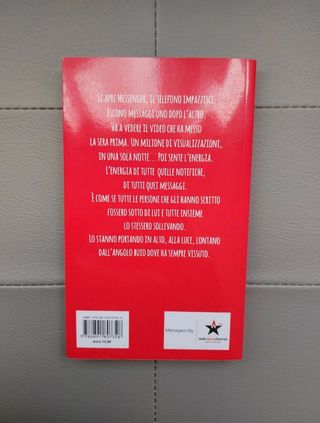 Si apre Messenger, il telefono impazzisce.
Escono messaggi uno dopo l'altro.
Va a vedere il video che ha messo
la sera prima. Un milione di visualizzazioni,
in una sola notte... Poi sente l'energia.
L'energia di tutte quelle notifiche,
di tutti quei messaggi.
È come se tutte le persone che gli hanno scritto
fossero sotto di lui e tutte insieme
lo stessero sollevando.
Lo stanno portando in alto, alla luce, lontano
dall'angolo buio dove ha sempre vissuto.
Managed By